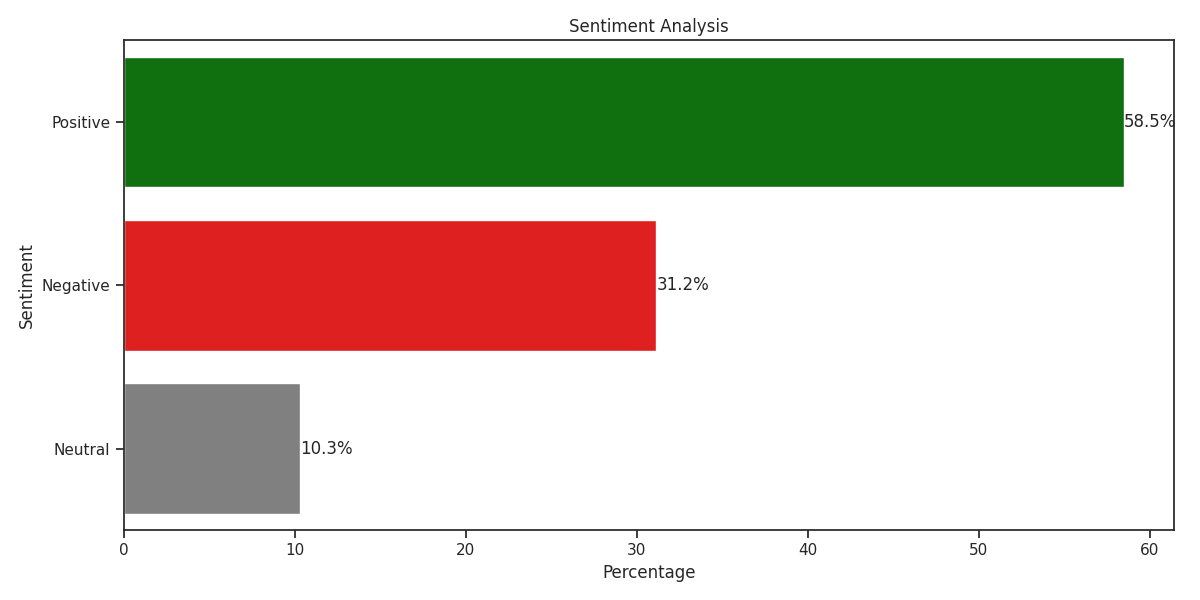 Sentiment Analysis
Sentiment
Positive
58.5%
Negative
31.2%
Neutral
10.3%
0 10 20 30 40 50 60
Percentage